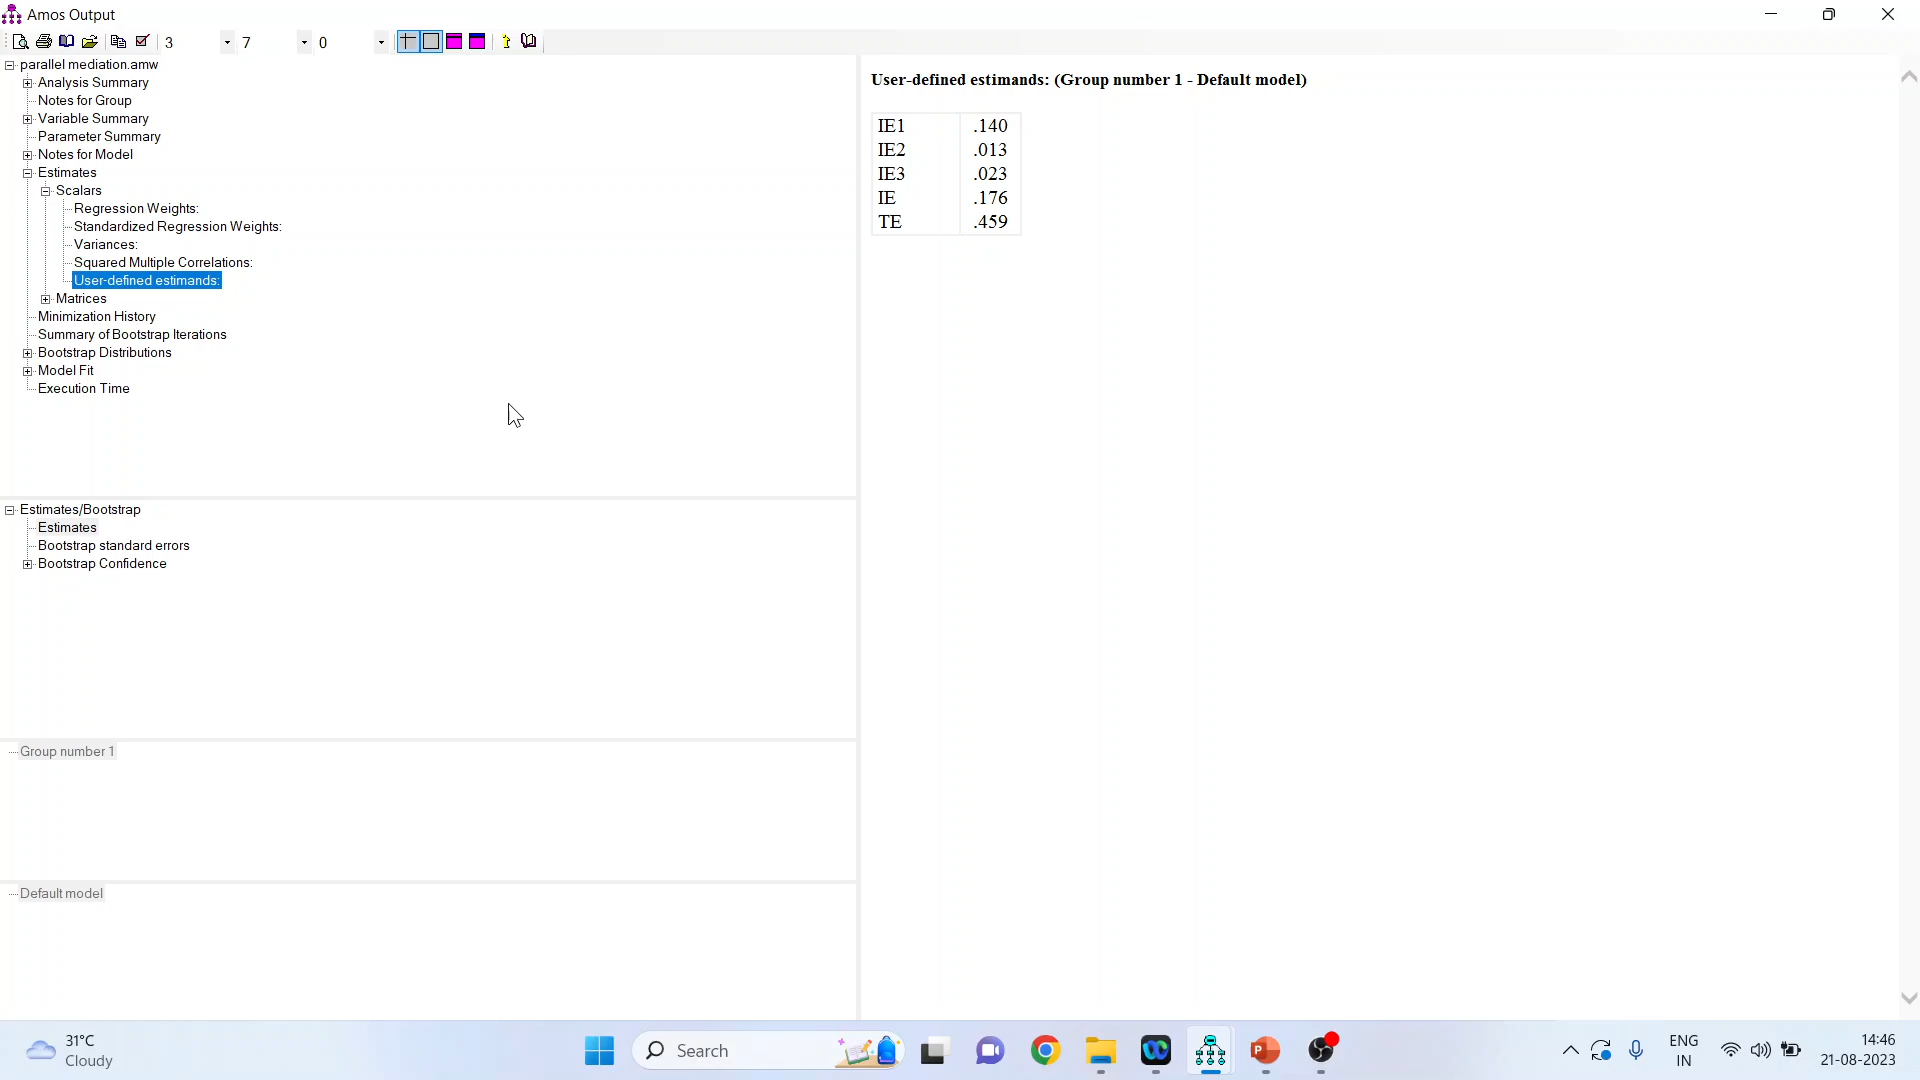 Amos Output
3 7 0
parallel mediation.amw
Analysis Summary
Notes for Group
Variable Summary
Parameter Summary
Notes for Model
Estimates
Scalars
Regression Weights:
Standardized Regression Weights:
Variances:
Squared Multiple Correlations:
User-defined estimands:
Matrices
Minimization History
Summary of Bootstrap Iterations
Bootstrap Distributions
Model Fit
Execution Time
Estimates/Bootstrap
Estimates
Bootstrap standard errors
Bootstrap Confidence
Group number 1
Default model
User-defined estimands: (Group number 1 - Default model)
IE1 .140
IE2 .013
IE3 .023
IE .176
TE .459
31°C
Cloudy
Search
ENG
IN
14:46
21-08-2023